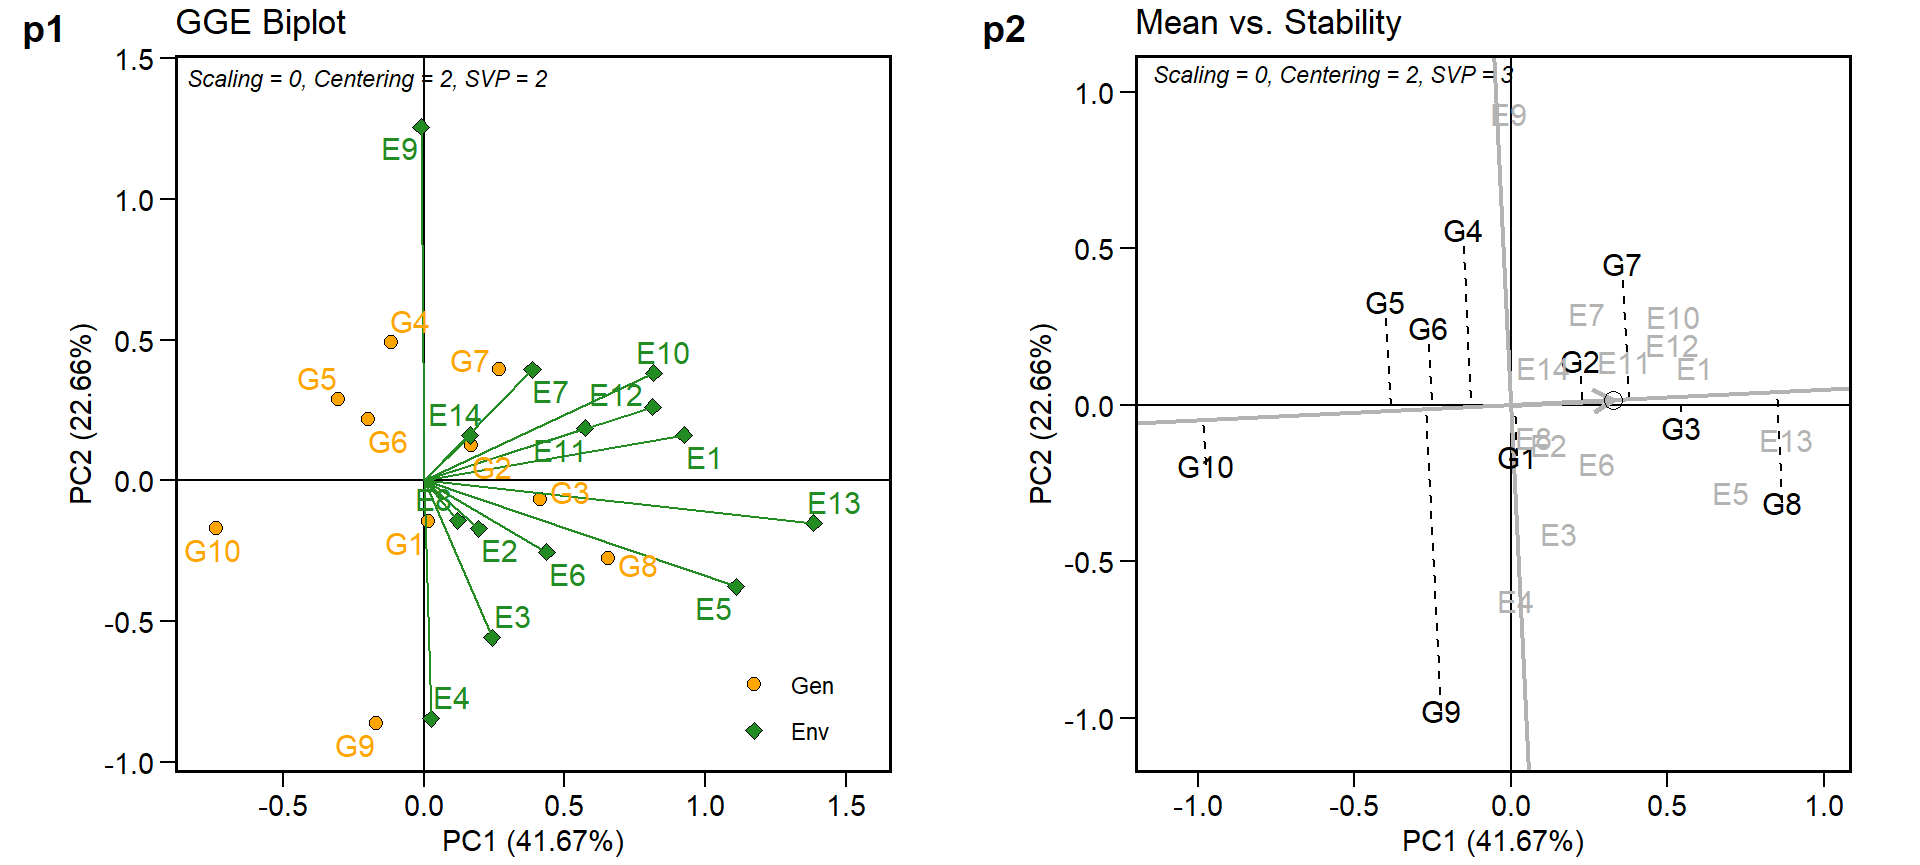 p1
GGE Biplot
Scaling = 0, Centering = 2, SVP = 2
1.5
1.0
0.5
0.0
-0.5
-1.0
PC2 (22.66%)
E9
G4
G7
E10
G5
E7
E12
E14
G6
E11
G2
E1
E8
G3
E13
G10
G1
E2
E6
G8
E5
E3
E4
G9
Gen
Env
-0.5
0.0
0.5
1.0
1.5
PC1 (41.67%)
p2
Mean vs. Stability
Scaling = 0, Centering = 2, SVP = 3
1.0
0.5
0.0
-0.5
-1.0
PC2 (22.66%)
E9
G4
G7
G5
E7
E10
G6
E12
E14
G2
E11
E1
G3
E8
E2
E13
G1
E6
G10
E5
G8
E3
E4
G9
-1.0
-0.5
0.0
0.5
1.0
PC1 (41.67%)